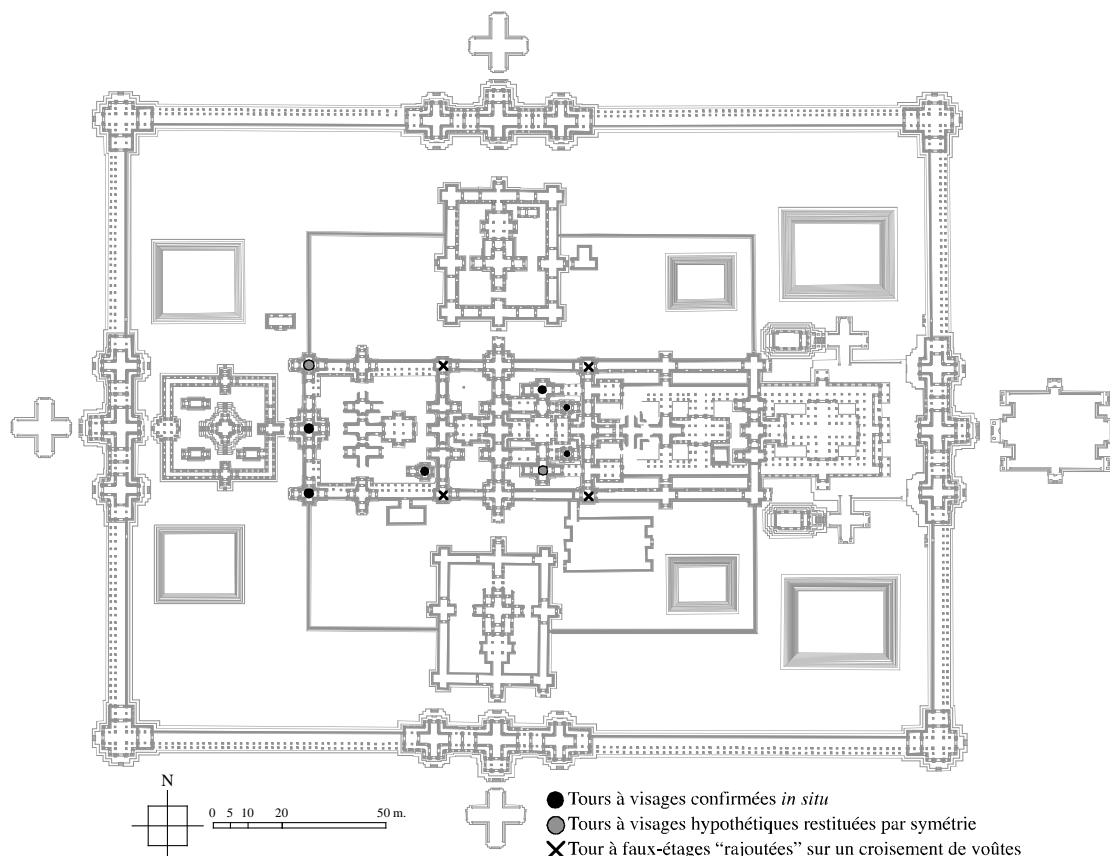 N
0 5 10 20 50 m.
Tours à visages confirmées in situ
Tours à visages hypothétiques restituées par symétrie
Tour à faux-étages “rajoutées” sur un croisement de voûtes